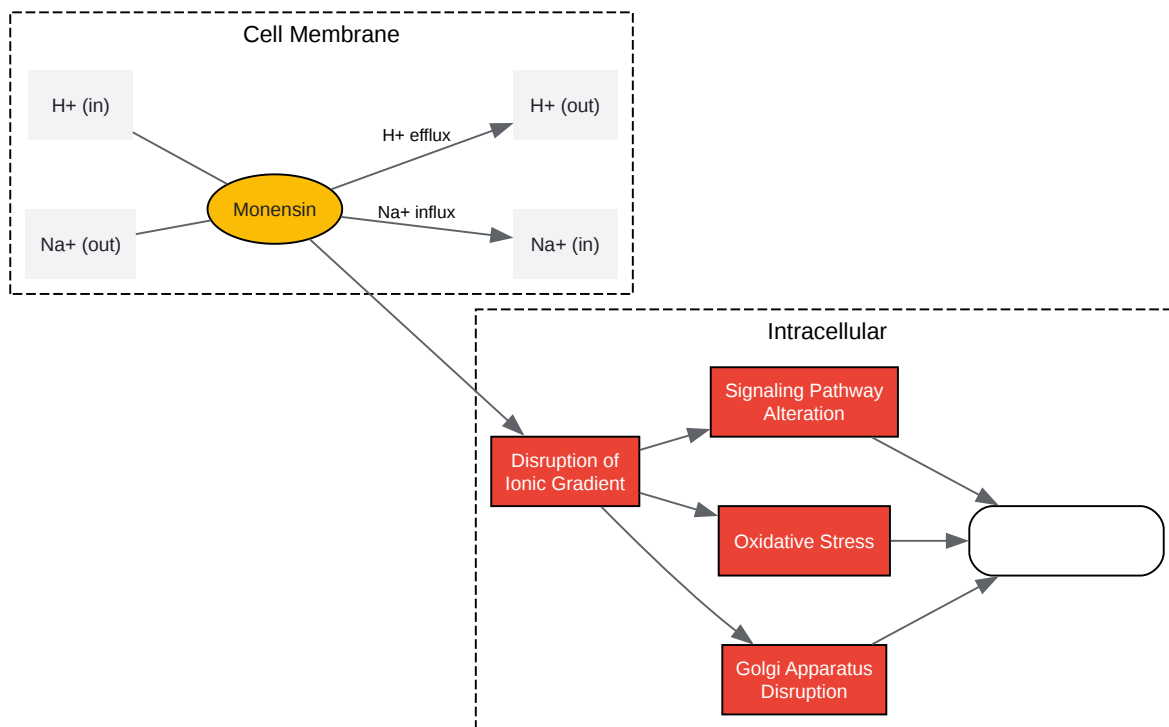 Cell Membrane
H+ (in)
H+ (out)
H+ efflux
Monensin
Na+ influx
Na+ (out)
Na+ (in)
Intracellular
Signaling Pathway
Alteration
Disruption of
Ionic Gradient
Oxidative Stress
Golgi Apparatus
Disruption